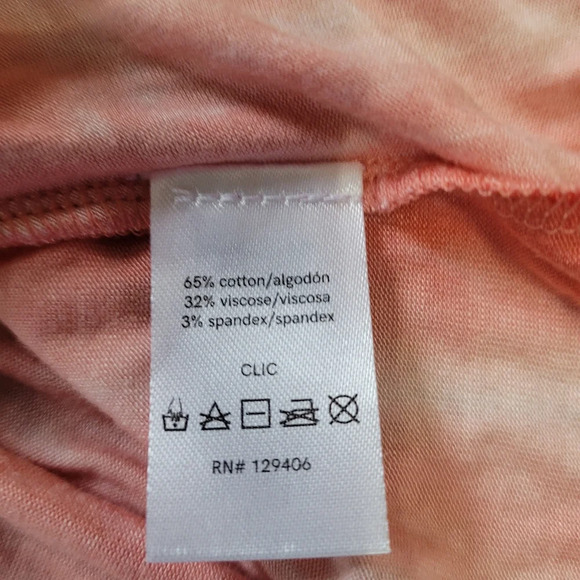 65% cotton/algodón
32% viscose/viscosa
3% spandex/spandex
CLIC
RN# 129406